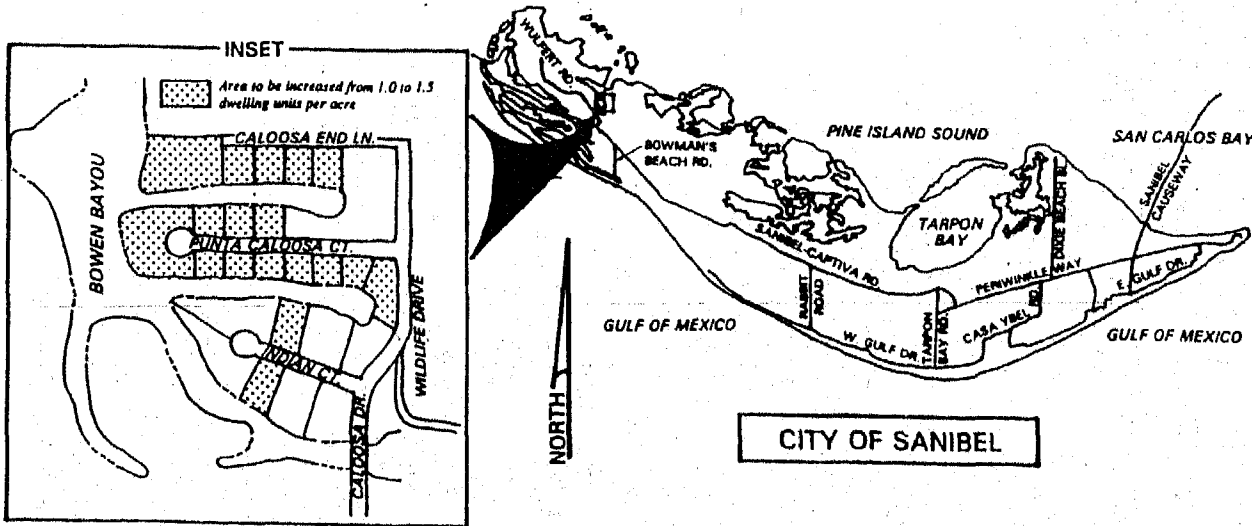 INSET
Area to be increased from 1.0 to 1.5
dwelling units per acre
CALOOSA END LN.
BOWEN BAYOU
PUNTA CALOOSA CT.
WILDLIFE DRIVE
INDIAN CT.
CALOOSA DR.
WULFERT RD.
BOWMAN'S
BEACH RD.
PINE ISLAND SOUND
SAN CARLOS BAY
SANIBEL
CAUSEWAY
TARPON
BAY
DIXIE BEACH BL.
SANIBEL-CAPTIVA RD.
PERIWINKLE WAY
E. GULF DR.
RABBIT
ROAD
TARPON
BAY RD.
CASA YBEL RD.
W. GULF DR.
GULF OF MEXICO
GULF OF MEXICO
NORTH
CITY OF SANIBEL